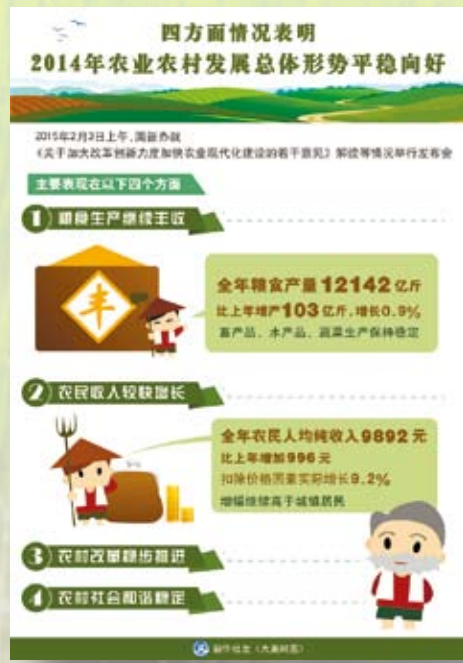 四方面情况表明
2014年农业农村发展总体形势平稳向好
2015年2月3日上午，国新办就
《关于加大改革创新力度加快农业现代化建设的若干意见》解读等情况举行发布会
主要表现在以下四个方面
1 粮食生产继续丰收
丰
全年粮食产量12142亿斤
比上年增产103亿斤，增长0.9%
畜产品、水产品、蔬菜生产保持稳定
2 农民收入较快增长
全年农民人均纯收入9892元
比上年增加996元
扣除价格因素实际增长9.2%
增幅继续高于城镇居民
3 农村改革稳步推进
4 农村社会和谐稳定